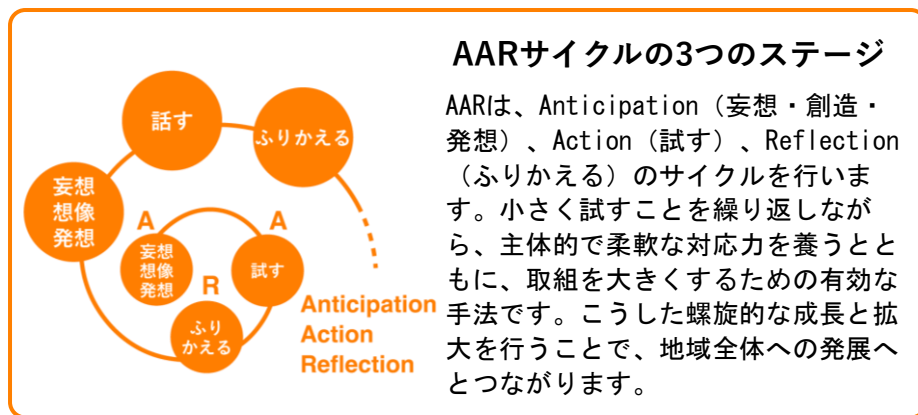 AARサイクルの3つのステージ
AARは、Anticipation（妄想・創造・
発想）、Action（試す）、Reflection
（ふりかえる）のサイクルを行いま
す。小さく試すことを繰り返しなが
ら、主体的で柔軟な対応力を養うとと
もに、取組を大きくするための有効な
手法です。こうした螺旋的な成長と拡
大を行うことで、地域全体への発展へ
とつながります。
話す
ふりかえる
妄想
想像
発想
A
A
妄想
想像
発想
試す
R
ふり
かえる
Anticipation
Action
Reflection